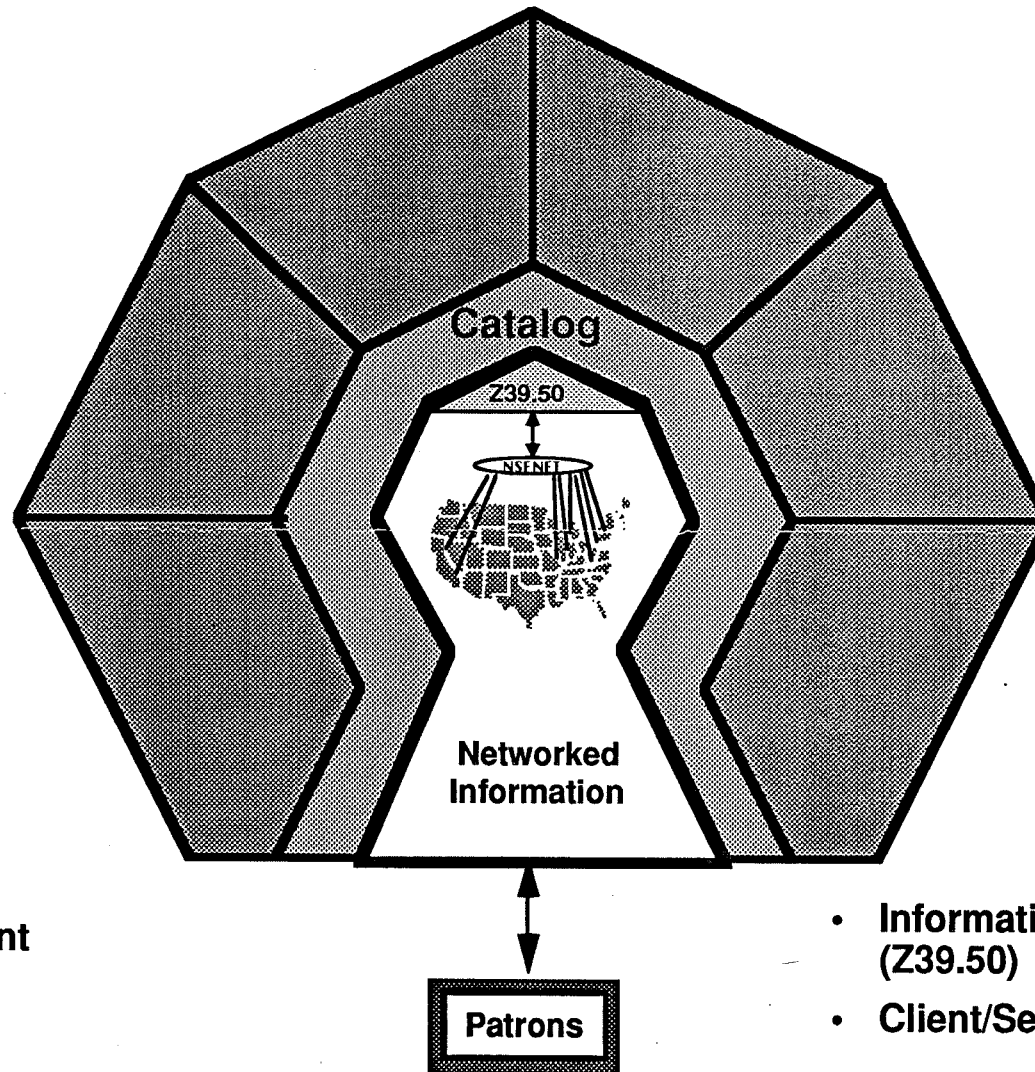 Catalog
Z39.50
NSFNET
Networked
Information
nt
• Informati
(Z39.50)
• Client/Se
Patrons